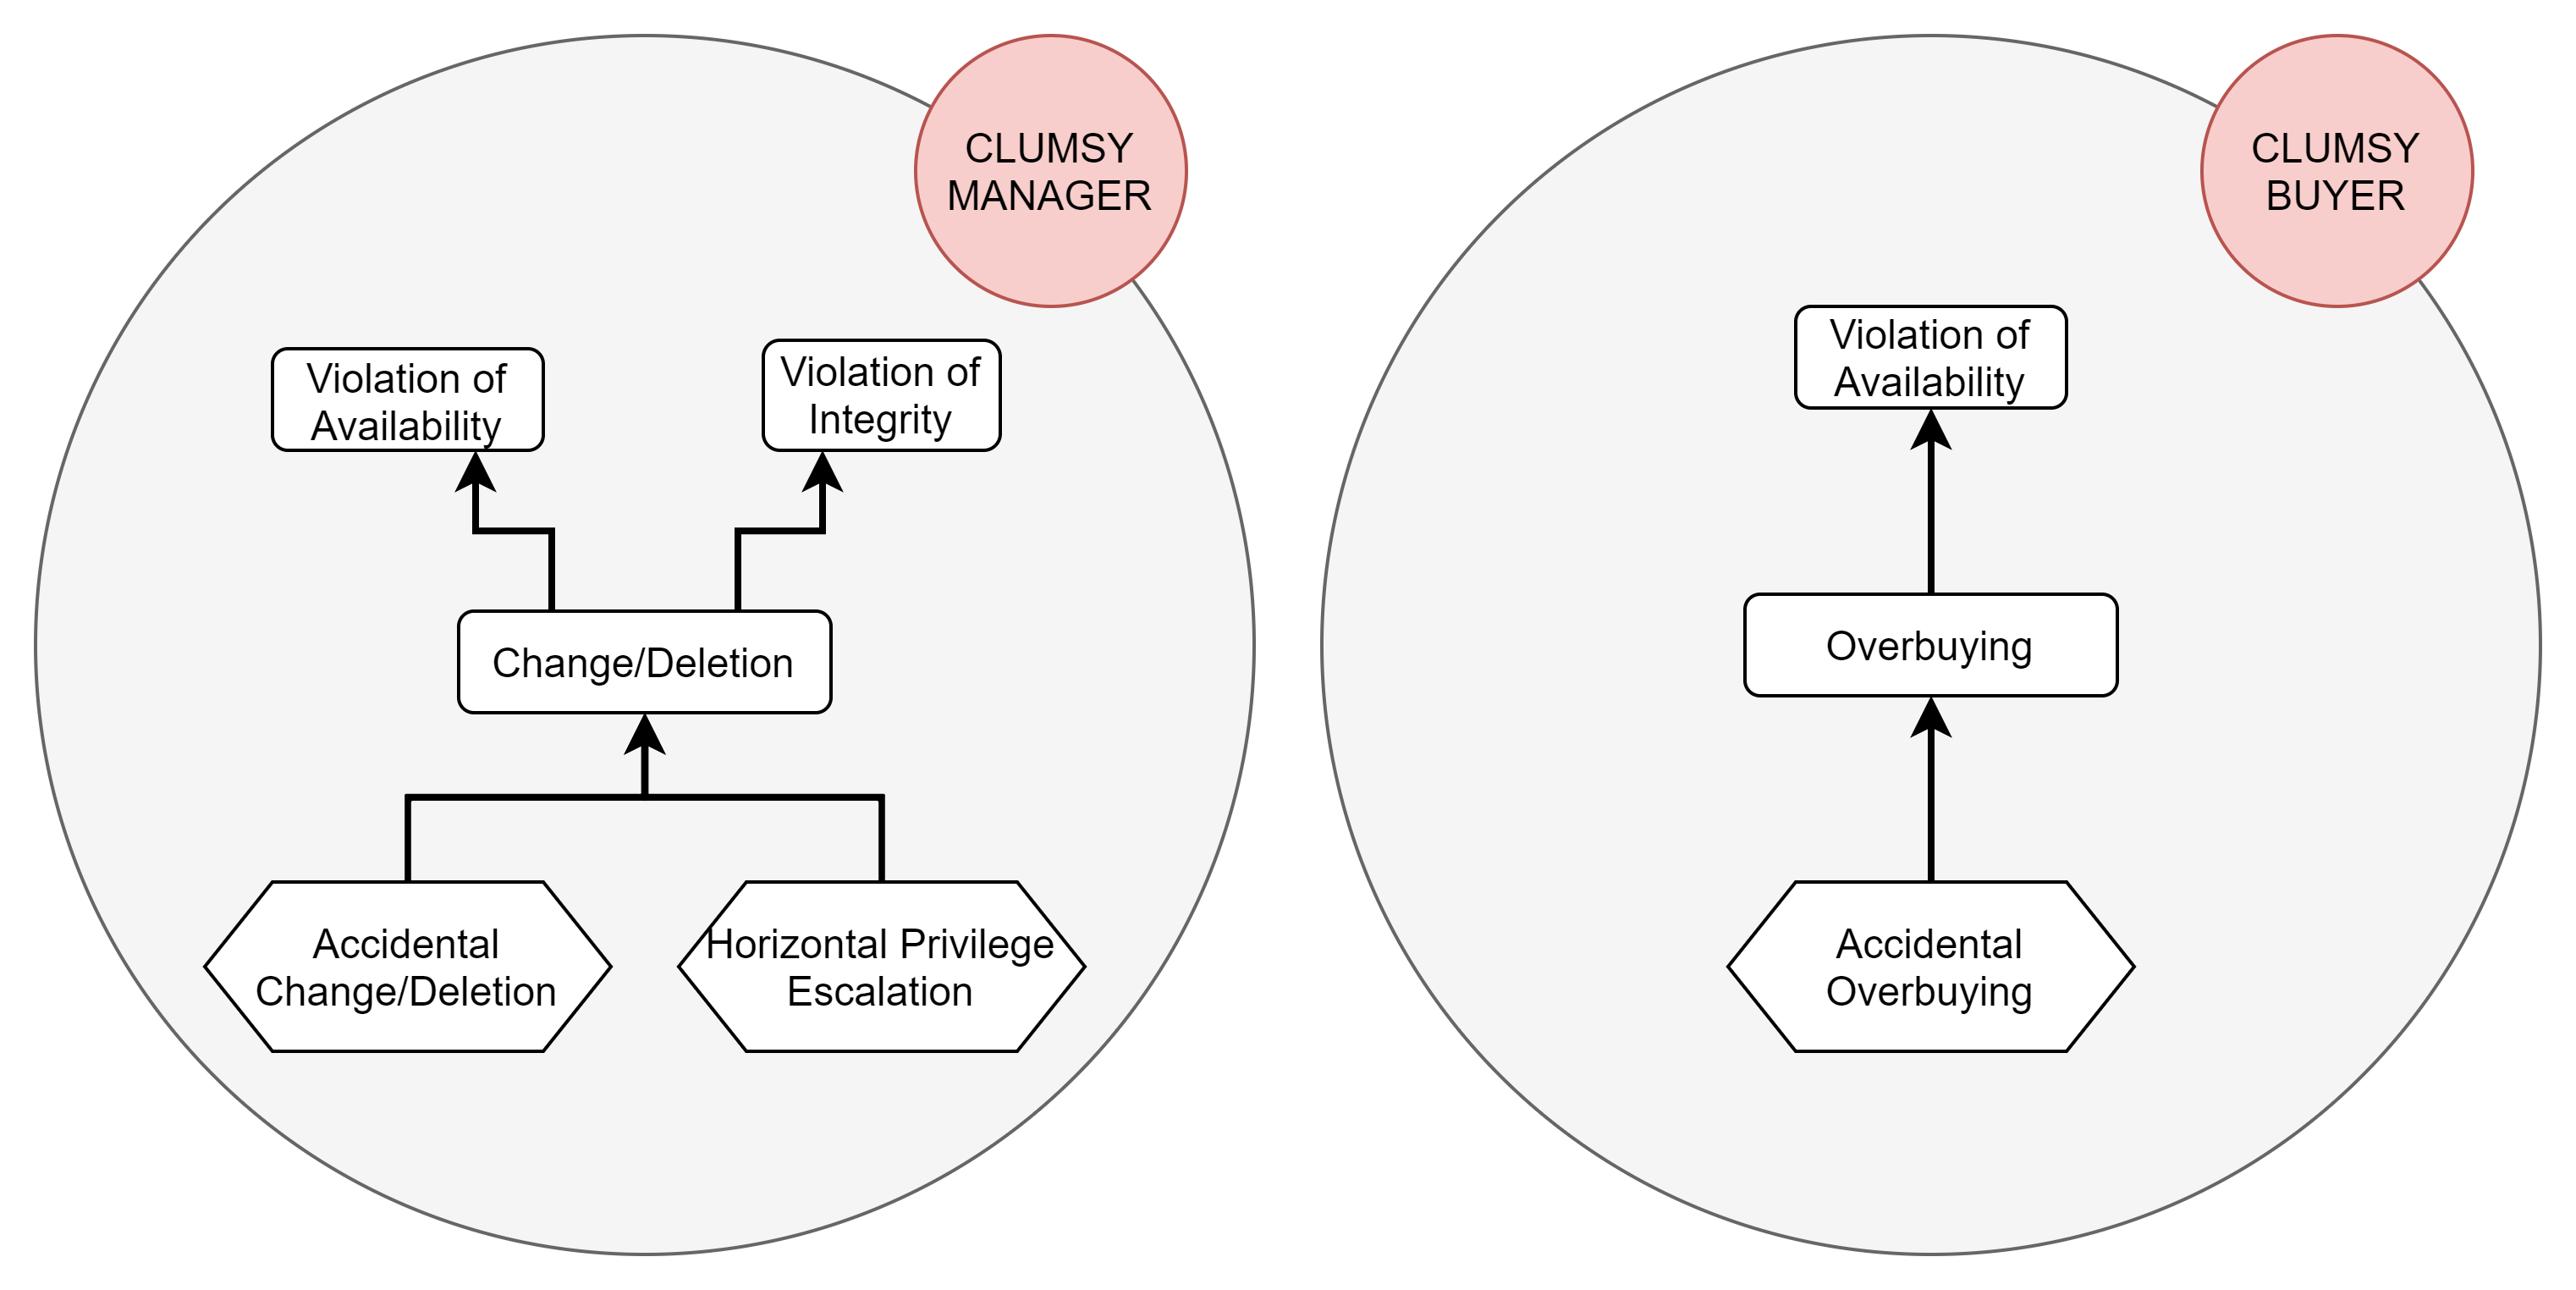 CLUMSY
MANAGER
Violation of
Availability
Violation of
Integrity
Change/Deletion
Accidental
Change/Deletion
Horizontal Privilege
Escalation
CLUMSY
BUYER
Violation of
Availability
Overbuying
Accidental
Overbuying